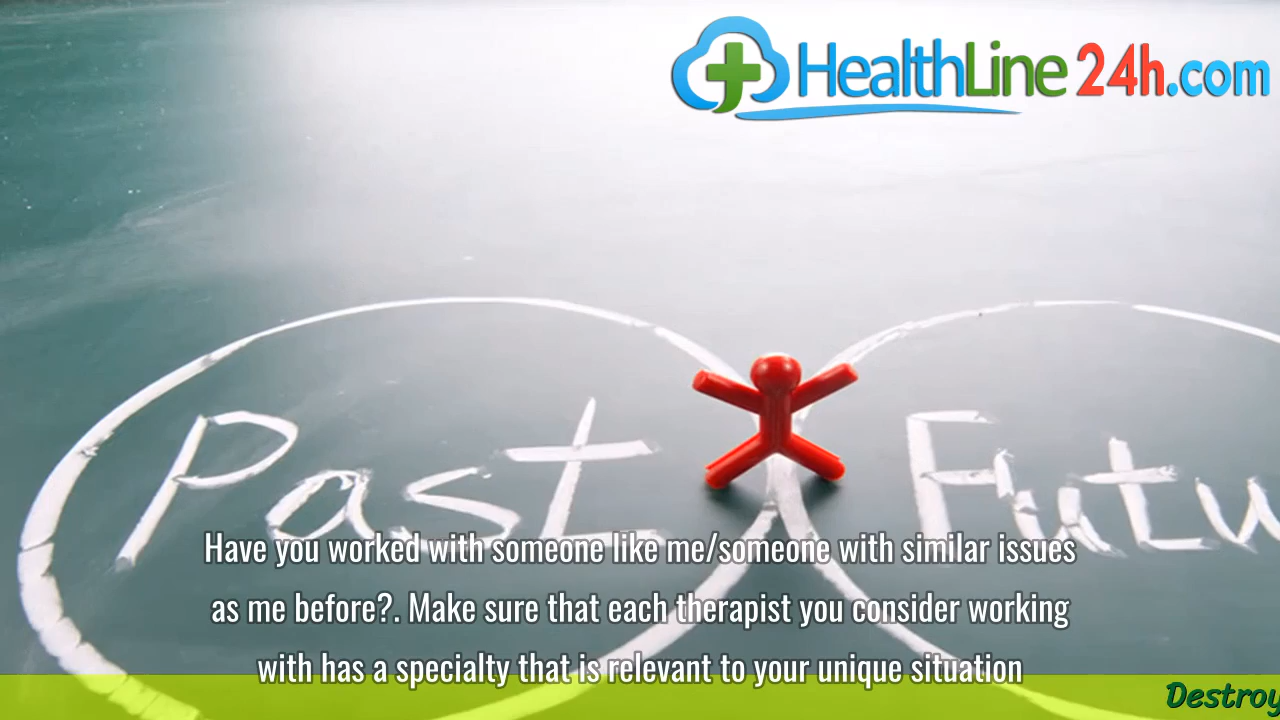 HealthLine24h.com
Past
Futu
Have you worked with someone like me/someone with similar issues
as me before?. Make sure that each therapist you consider working
with has a specialty that is relevant to your unique situation
Destroy